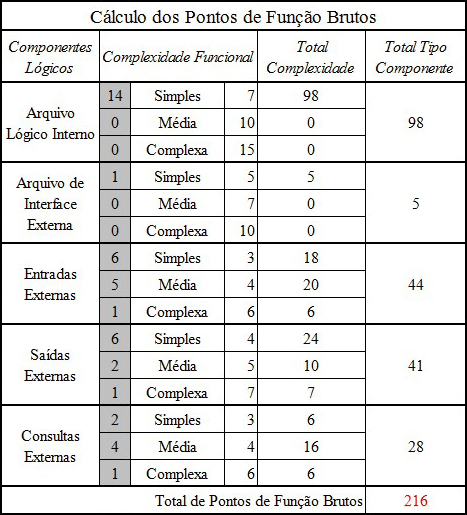 Cálculo dos Pontos de Função Brutos
Componentes Lógicos Complexidade Funcional Total Complexidade Total Tipo Componente
Arquivo Lógico Interno 14 Simples 7 98 98
0 Média 10 0
0 Complexa 15 0
Arquivo de Interface Externa 1 Simples 5 5 5
0 Média 7 0
0 Complexa 10 0
Entradas Externas 6 Simples 3 18 44
5 Média 4 20
1 Complexa 6 6
Saídas Externas 6 Simples 4 24 41
2 Média 5 10
1 Complexa 7 7
Consultas Externas 2 Simples 3 6 28
4 Média 4 16
1 Complexa 6 6
Total de Pontos de Função Brutos 216